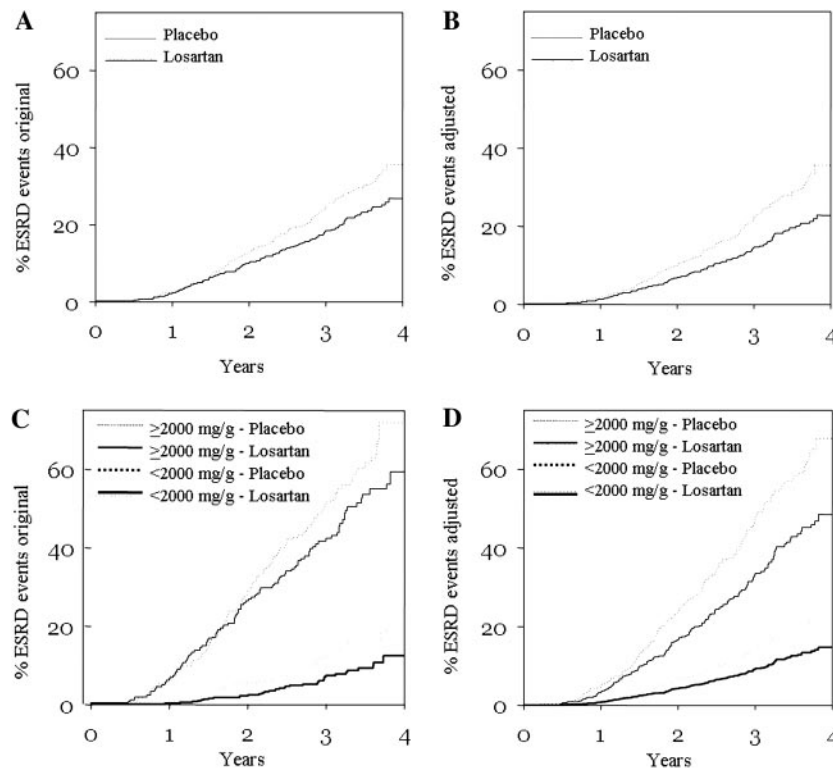 A
Placebo
Losartan
% ESRD events original
60
40
20
0
0 1 2 3 4
Years
B
Placebo
Losartan
% ESRD events adjusted
60
40
20
0
0 1 2 3 4
Years
C
≥2000 mg/g - Placebo
≥2000 mg/g - Losartan
<2000 mg/g - Placebo
<2000 mg/g - Losartan
% ESRD events original
60
40
20
0
0 1 2 3 4
Years
D
≥2000 mg/g - Placebo
≥2000 mg/g - Losartan
<2000 mg/g - Placebo
<2000 mg/g - Losartan
% ESRD events adjusted
60
40
20
0
0 1 2 3 4
Years